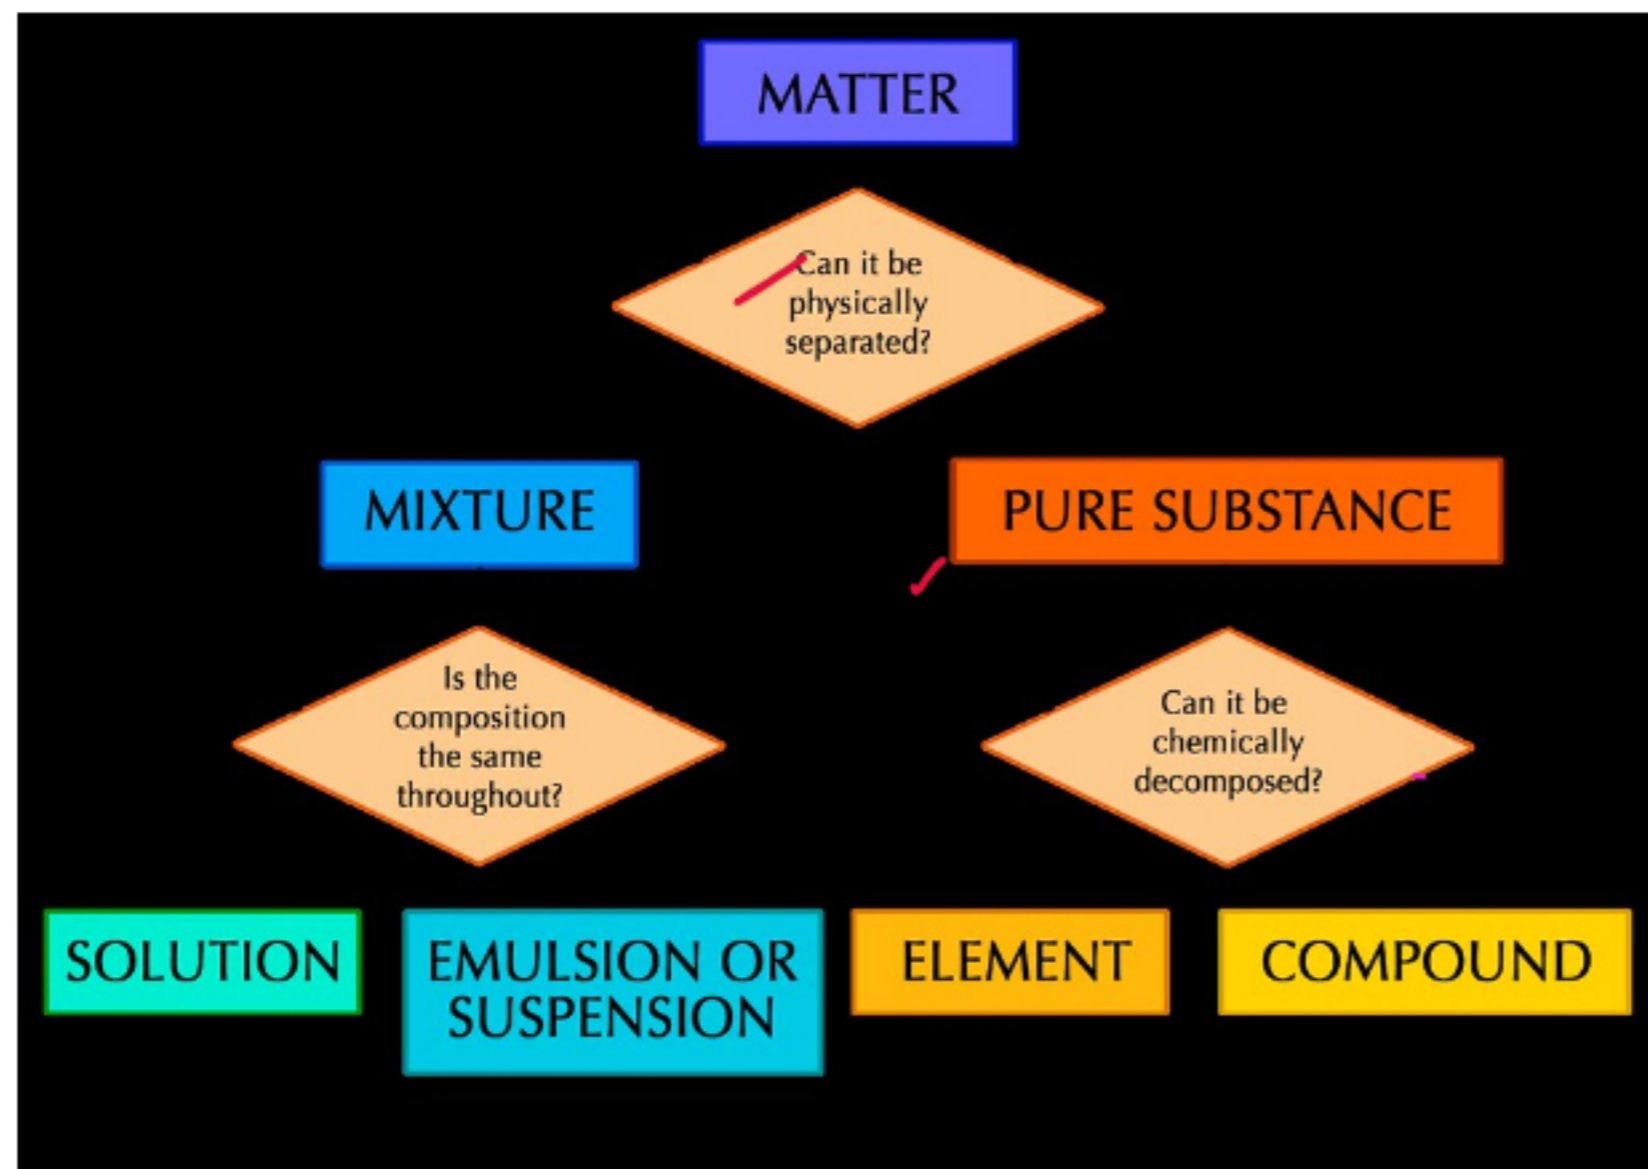 MATTER
Can it be
physically
separated?
MIXTURE
PURE SUBSTANCE
Is the
composition
the same
throughout?
Can it be
chemically
decomposed?
SOLUTION
EMULSION OR
SUSPENSION
ELEMENT
COMPOUND